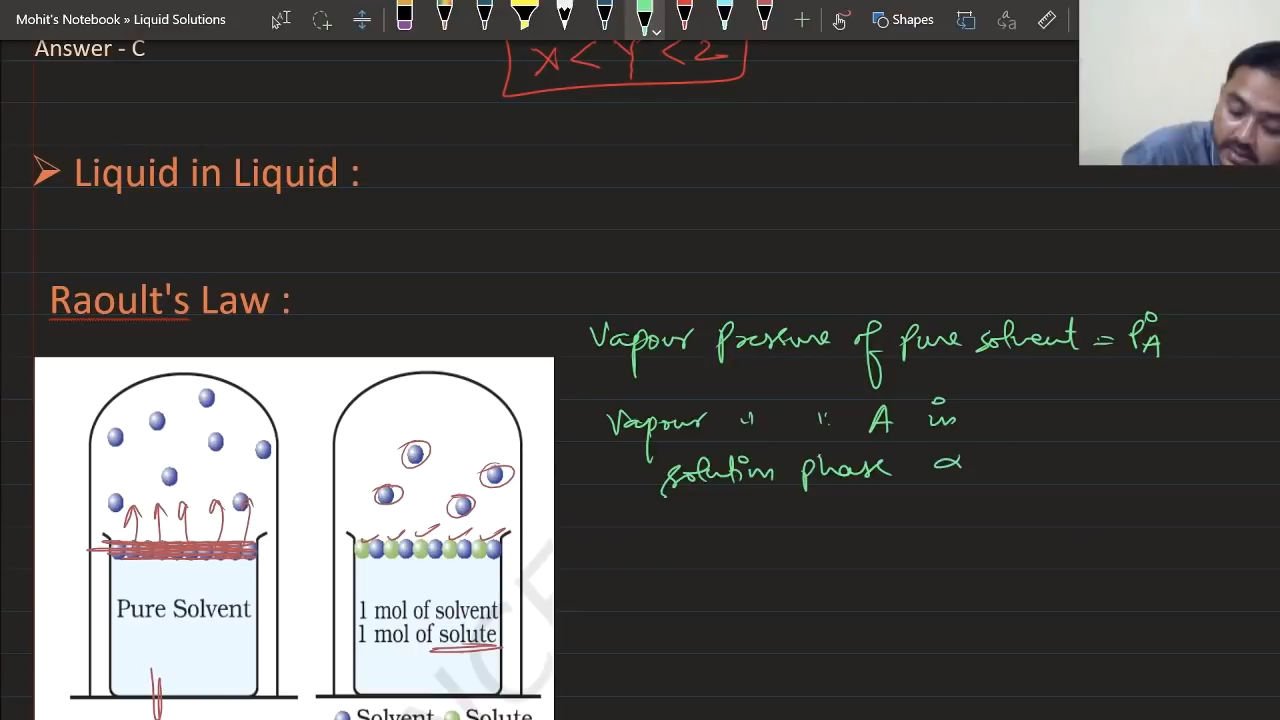 Mohit's Notebook » Liquid Solutions
Shapes
Answer - C
x < Y < Z
Liquid in Liquid :
Raoult's Law :
Vapour pressure of pure solvent = P°A
Vapour " " A in
solution phase α
Pure Solvent
1 mol of solvent
1 mol of solute
Solvent Solute